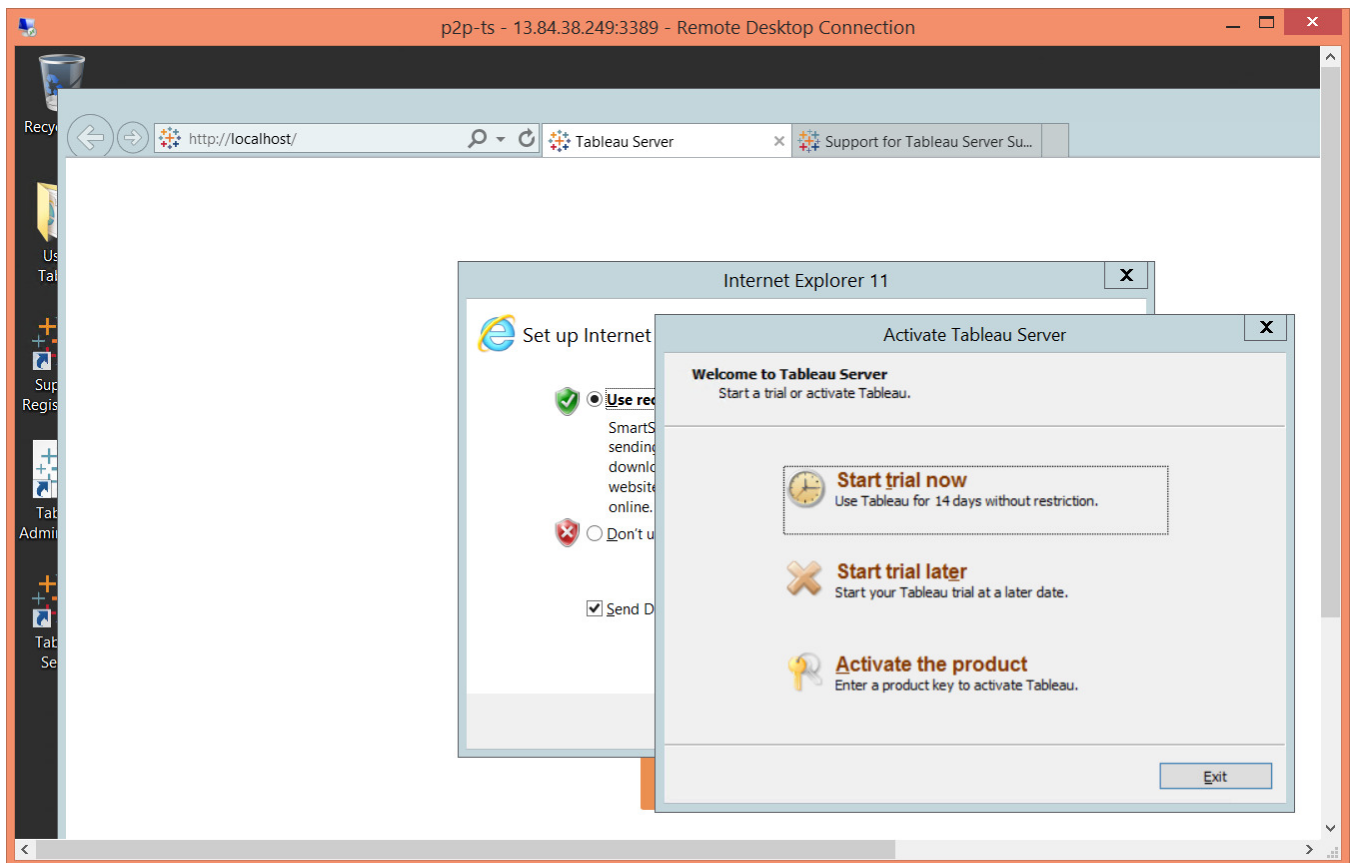 p2p-ts - 13.84.38.249:3389 - Remote Desktop Connection
http://localhost/
Tableau Server
Support for Tableau Server Su...
Internet Explorer 11
Set up Internet
Use
SmartS
sending
downlo
website
online.
Don't u
Send D
Activate Tableau Server
Welcome to Tableau Server
Start a trial or activate Tableau.
Start trial now
Use Tableau for 14 days without restriction.
Start trial later
Start your Tableau trial at a later date.
Activate the product
Enter a product key to activate Tableau.
Exit
Recy
Us
Tal
Sup
Regis
Tab
Admi
Tab
Se